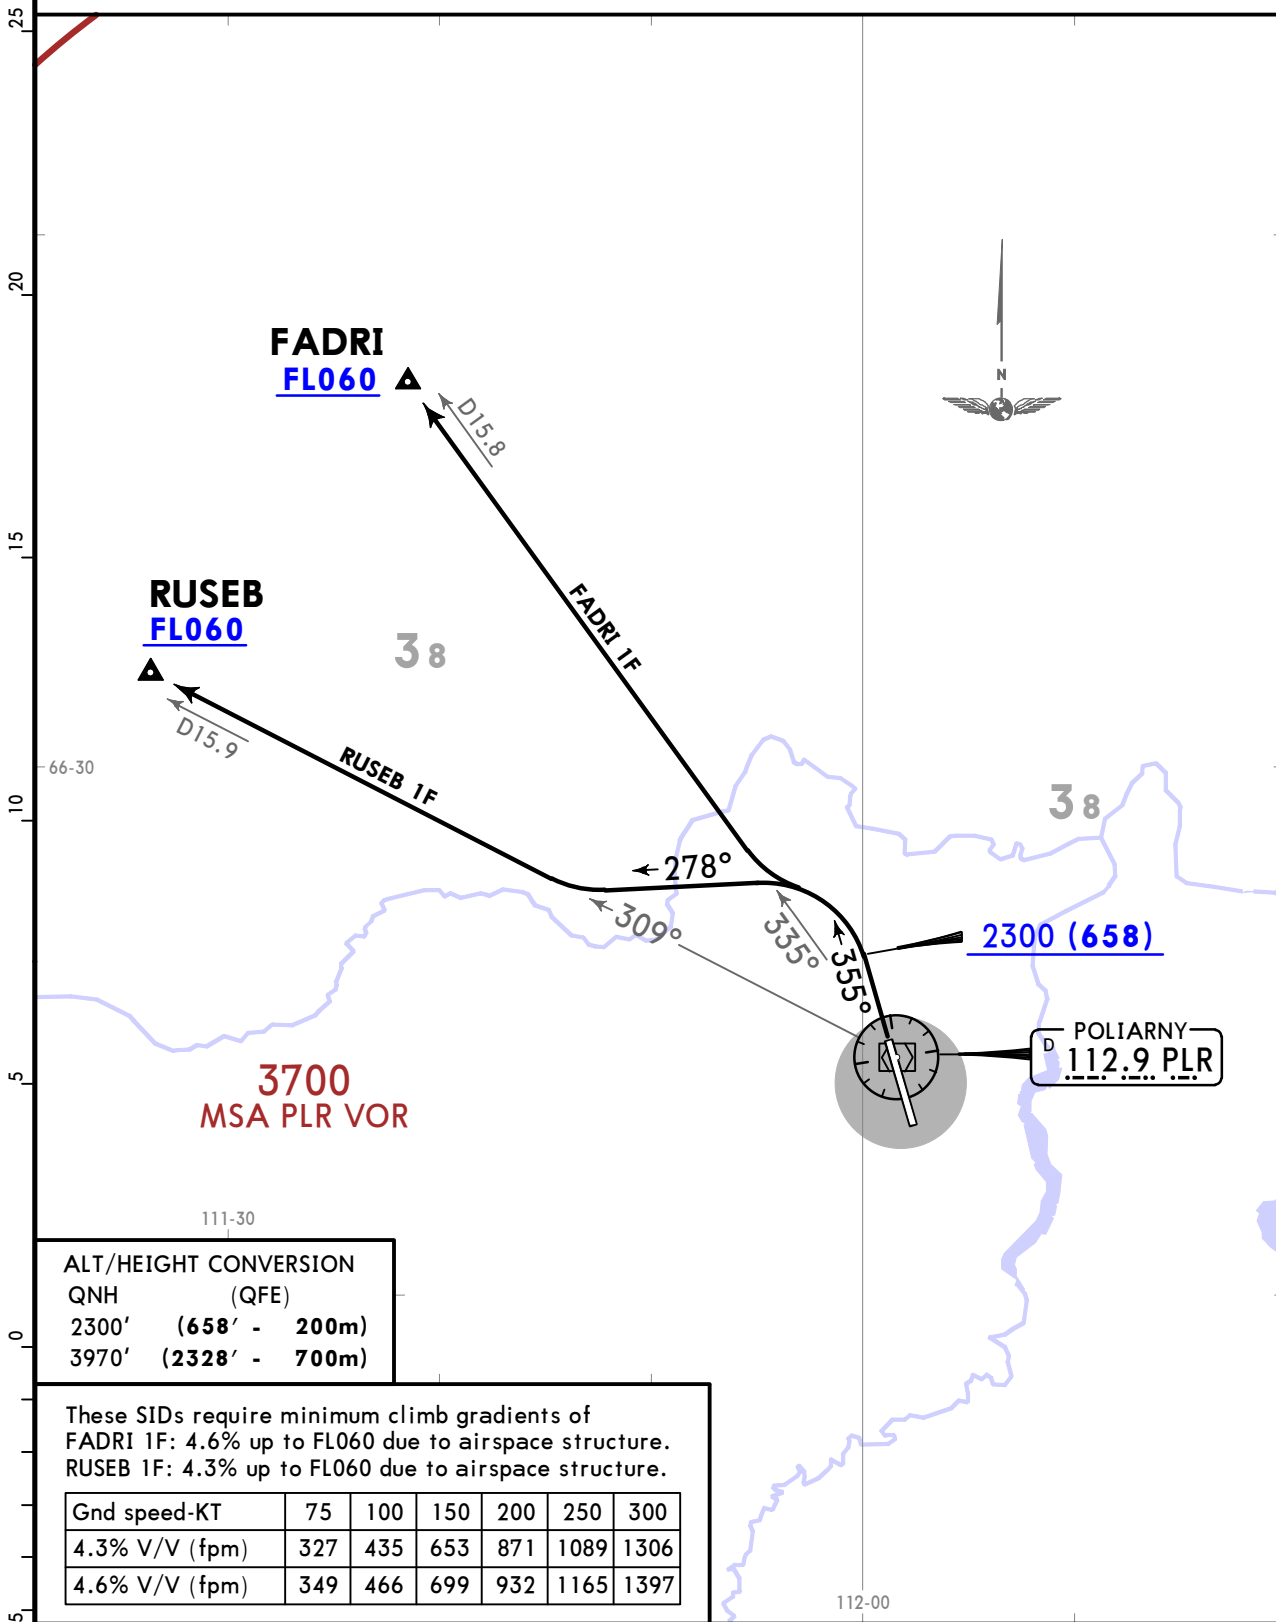 25
20
15
10
5
0
5
N
FADRI
FL060
D15.8
FADRI 1F
RUSEB
FL060
D15.9
RUSEB 1F
38
66-30
38
278°
309°
335°
355°
2300 (658)
POLIARNY
D 112.9 PLR
3700
MSA PLR VOR
111-30
ALT/HEIGHT CONVERSION
QNH (QFE)
2300' (658' - 200m)
3970' (2328' - 700m)
These SIDs require minimum climb gradients of
FADRI 1F: 4.6% up to FL060 due to airspace structure.
RUSEB 1F: 4.3% up to FL060 due to airspace structure.
Gnd speed-KT 75 100 150 200 250 300
4.3% V/V (fpm) 327 435 653 871 1089 1306
4.6% V/V (fpm) 349 466 699 932 1165 1397
112-00